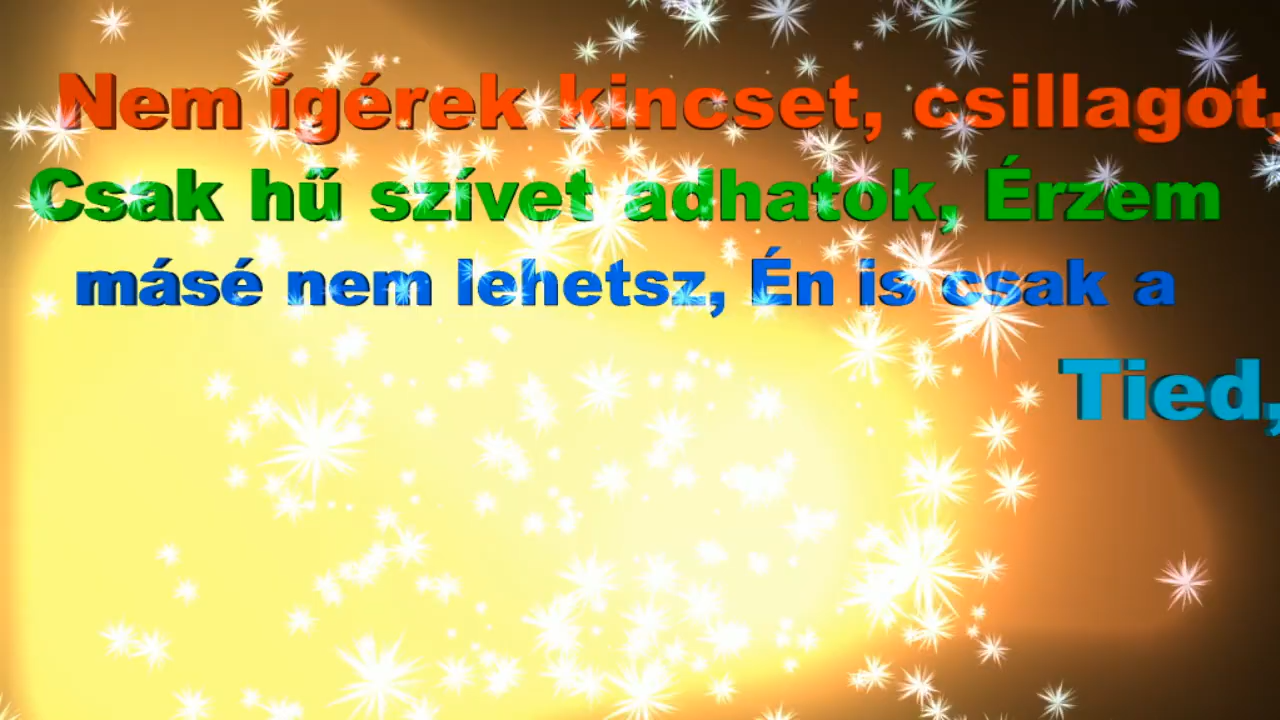 Nem ígérek kincset, csillagot,
Csak hű szívet adhatok, Érzem
másé nem lehetsz, Én is csak a
Tied,